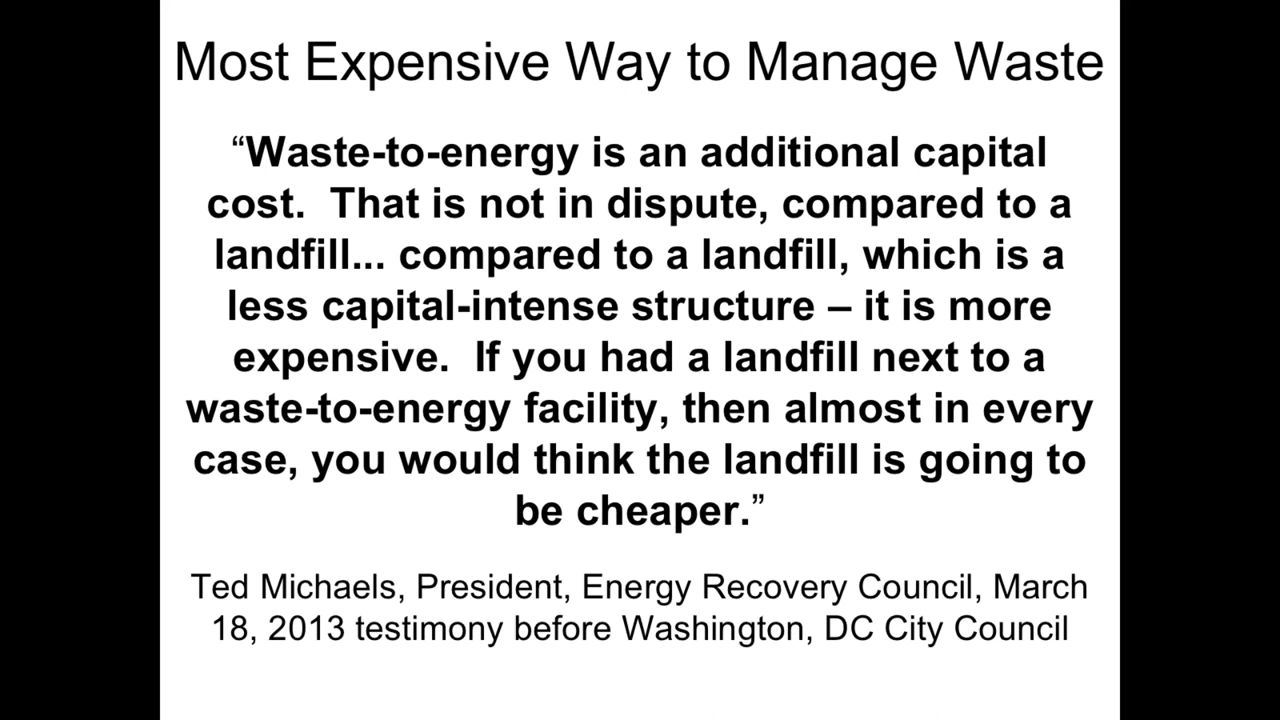 Most Expensive Way to Manage Waste
“Waste-to-energy is an additional capital
cost.  That is not in dispute, compared to a
landfill... compared to a landfill, which is a
less capital-intense structure – it is more
expensive.  If you had a landfill next to a
waste-to-energy facility, then almost in every
case, you would think the landfill is going to
be cheaper.”
Ted Michaels, President, Energy Recovery Council, March
18, 2013 testimony before Washington, DC City Council